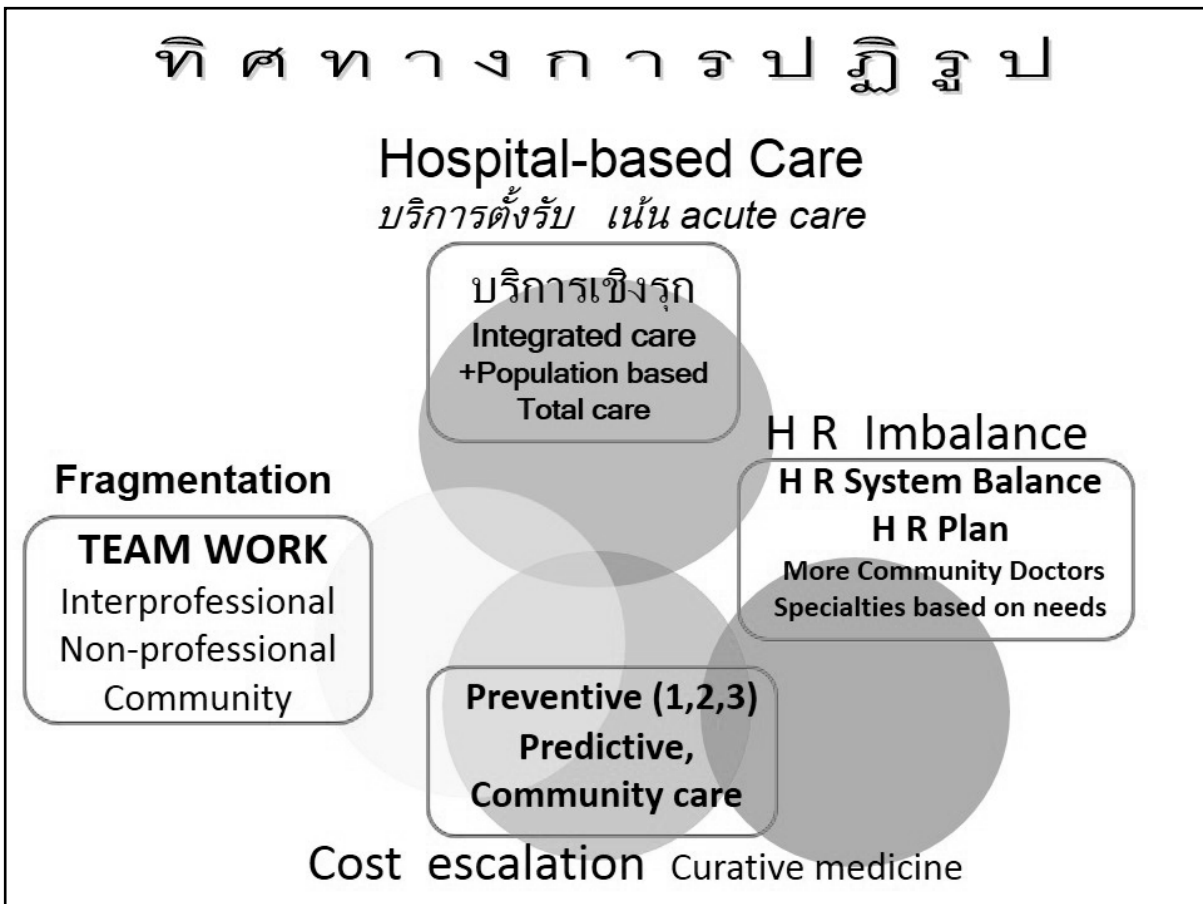 ทิศทางการปฏิรูป
Hospital-based Care
บริการตั้งรับ เน้น acute care
บริการเชิงรุก
Integrated care
+Population based
Total care
H R Imbalance
H R System Balance
H R Plan
More Community Doctors
Specialties based on needs
Fragmentation
TEAM WORK
Interprofessional
Non-professional
Community
Preventive (1,2,3)
Predictive,
Community care
Cost escalation Curative medicine